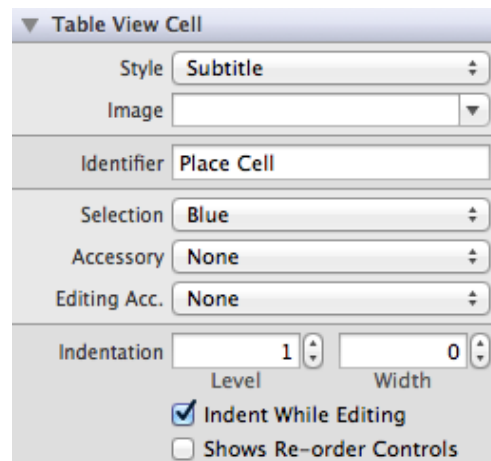 Table View Cell
Style Subtitle
Image
Identifier Place Cell
Selection Blue
Accessory None
Editing Acc. None
Indentation 1 0
Level Width
Indent While Editing
Shows Re-order Controls